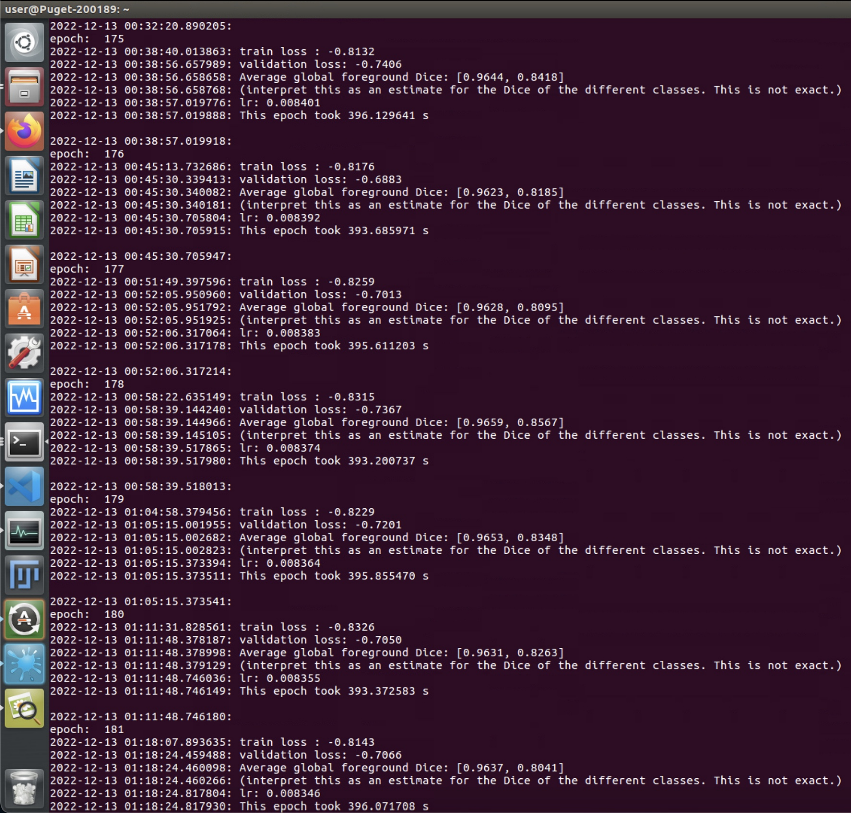 user@Puget-200189: ~
2022-12-13 00:32:20.890205:
epoch:  175
2022-12-13 00:38:40.013863: train loss : -0.8132
2022-12-13 00:38:56.657989: validation loss: -0.7406
2022-12-13 00:38:56.658658: Average global foreground Dice: [0.9644, 0.8418]
2022-12-13 00:38:56.658768: (interpret this as an estimate for the Dice of the different classes. This is not exact.)
2022-12-13 00:38:57.019776: lr: 0.008401
2022-12-13 00:38:57.019888: This epoch took 396.129641 s
2022-12-13 00:38:57.019918:
epoch:  176
2022-12-13 00:45:13.732686: train loss : -0.8176
2022-12-13 00:45:30.339413: validation loss: -0.6883
2022-12-13 00:45:30.340082: Average global foreground Dice: [0.9623, 0.8185]
2022-12-13 00:45:30.340181: (interpret this as an estimate for the Dice of the different classes. This is not exact.)
2022-12-13 00:45:30.705804: lr: 0.008392
2022-12-13 00:45:30.705915: This epoch took 393.685971 s
2022-12-13 00:45:30.705947:
epoch:  177
2022-12-13 00:51:49.397596: train loss : -0.8259
2022-12-13 00:52:05.950960: validation loss: -0.7013
2022-12-13 00:52:05.951792: Average global foreground Dice: [0.9628, 0.8095]
2022-12-13 00:52:05.951925: (interpret this as an estimate for the Dice of the different classes. This is not exact.)
2022-12-13 00:52:06.317064: lr: 0.008383
2022-12-13 00:52:06.317178: This epoch took 395.611203 s
2022-12-13 00:52:06.317214:
epoch:  178
2022-12-13 00:58:22.635149: train loss : -0.8315
2022-12-13 00:58:39.144240: validation loss: -0.7367
2022-12-13 00:58:39.144966: Average global foreground Dice: [0.9659, 0.8567]
2022-12-13 00:58:39.145105: (interpret this as an estimate for the Dice of the different classes. This is not exact.)
2022-12-13 00:58:39.517865: lr: 0.008374
2022-12-13 00:58:39.517980: This epoch took 393.200737 s
2022-12-13 00:58:39.518013:
epoch:  179
2022-12-13 01:04:58.379456: train loss : -0.8229
2022-12-13 01:05:15.001955: validation loss: -0.7201
2022-12-13 01:05:15.002682: Average global foreground Dice: [0.9653, 0.8348]
2022-12-13 01:05:15.002823: (interpret this as an estimate for the Dice of the different classes. This is not exact.)
2022-12-13 01:05:15.373394: lr: 0.008364
2022-12-13 01:05:15.373511: This epoch took 395.855470 s
2022-12-13 01:05:15.373541:
epoch:  180
2022-12-13 01:11:31.828561: train loss : -0.8326
2022-12-13 01:11:48.378187: validation loss: -0.7050
2022-12-13 01:11:48.378998: Average global foreground Dice: [0.9631, 0.8263]
2022-12-13 01:11:48.379129: (interpret this as an estimate for the Dice of the different classes. This is not exact.)
2022-12-13 01:11:48.746036: lr: 0.008355
2022-12-13 01:11:48.746149: This epoch took 393.372583 s
2022-12-13 01:11:48.746180:
epoch:  181
2022-12-13 01:18:07.893635: train loss : -0.8143
2022-12-13 01:18:24.459488: validation loss: -0.7066
2022-12-13 01:18:24.460098: Average global foreground Dice: [0.9637, 0.8041]
2022-12-13 01:18:24.460266: (interpret this as an estimate for the Dice of the different classes. This is not exact.)
2022-12-13 01:18:24.817804: lr: 0.008346
2022-12-13 01:18:24.817930: This epoch took 396.071708 s